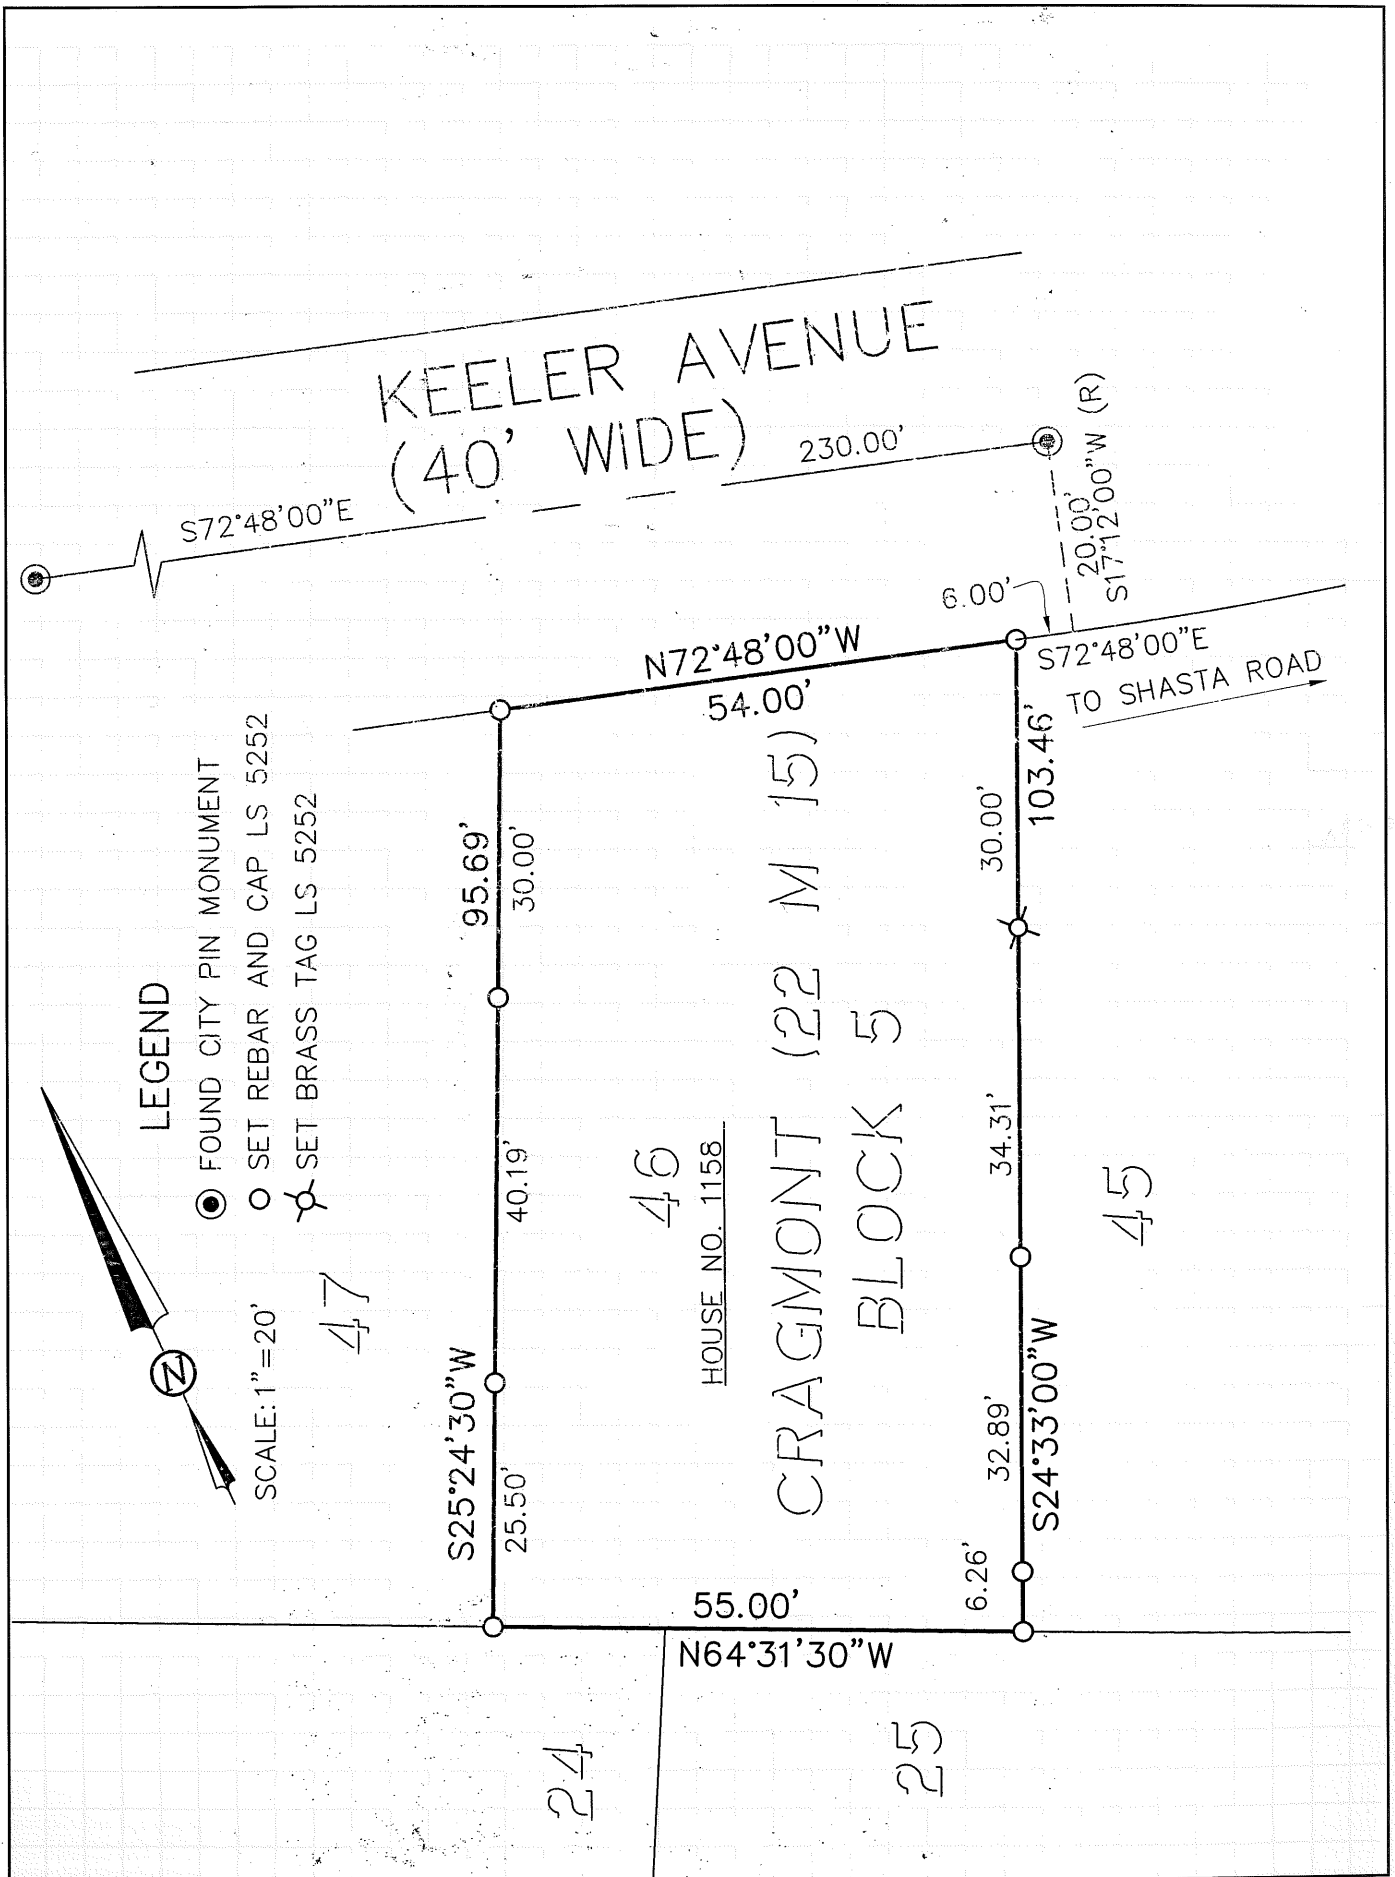 KEELER AVENUE
(40' WIDE)
230.00'
S72°48'00"E
20.00'
S17°12'00"W (R)
6.00'
N72°48'00"W
54.00'
S72°48'00"E
TO SHASTA ROAD
LEGEND
FOUND CITY PIN MONUMENT
SET REBAR AND CAP LS 5252
SET BRASS TAG LS 5252
N
SCALE: 1"=20'
47
95.69'
30.00'
40.19'
S25°24'30"W
25.50'
46
HOUSE NO. 1158
CRAGMONT (22 M 15)
BLOCK 5
103.46'
30.00'
34.31'
32.89'
S24°33'00"W
6.26'
45
55.00'
N64°31'30"W
24
25